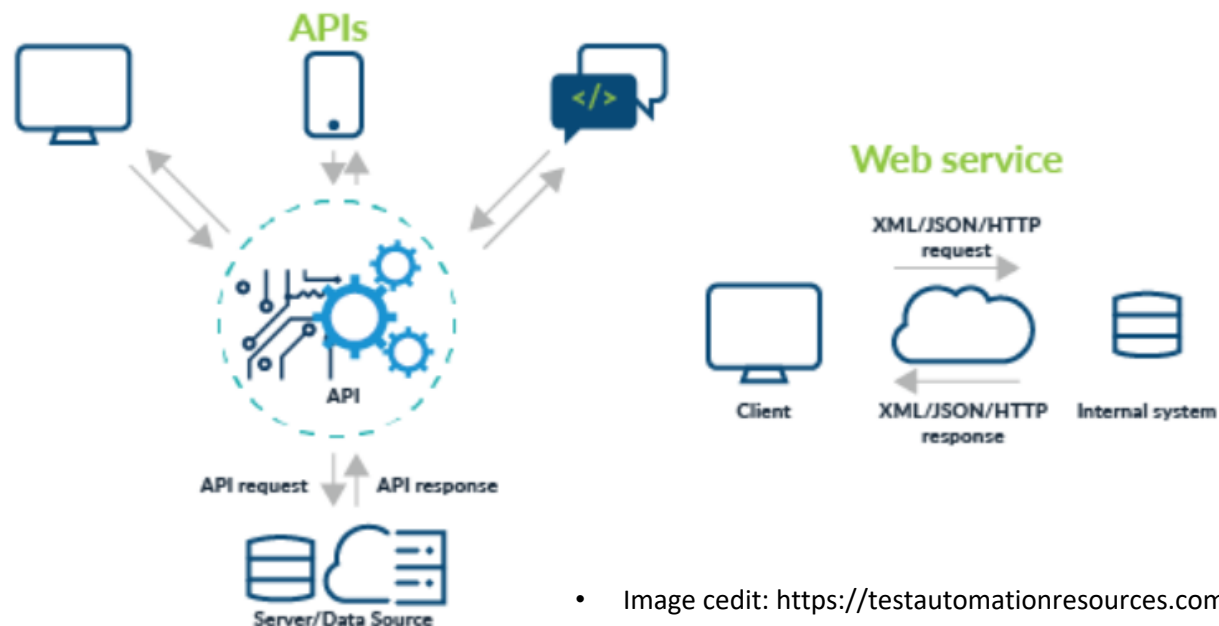 APIs
</>
API
API request
API response
Server/Data Source
Web service
XML/JSON/HTTP
request
Client
XML/JSON/HTTP
response
Internal system
• Image cedit: https://testautomationresources.com